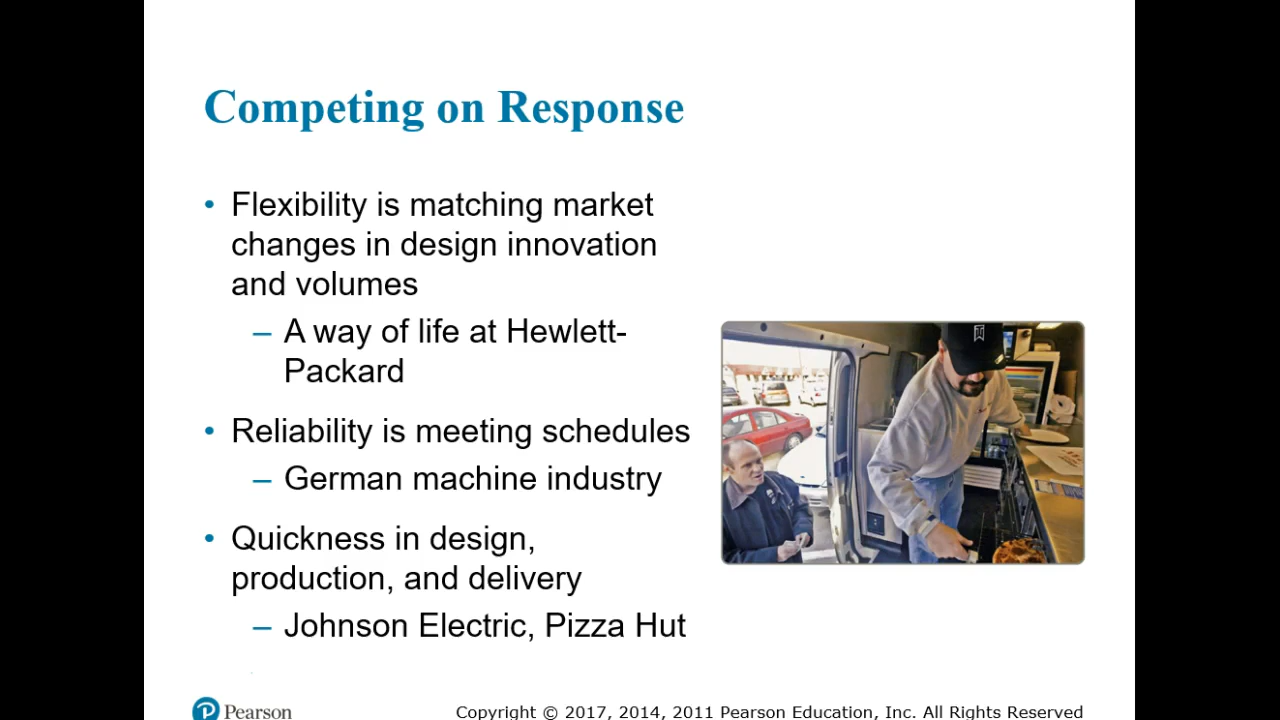 Competing on Response
• Flexibility is matching market
changes in design innovation
and volumes
– A way of life at Hewlett-
Packard
• Reliability is meeting schedules
– German machine industry
• Quickness in design,
production, and delivery
– Johnson Electric, Pizza Hut
Pearson
Copyright © 2017, 2014, 2011 Pearson Education, Inc. All Rights Reserved